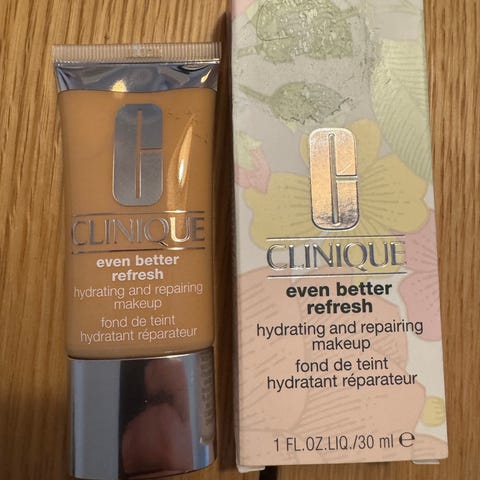 CLINIQUE
even better
refresh
hydrating and repairing
makeup
fond de teint
hydratant réparateur
CLINIQUE
even better
refresh
hydrating and repairing
makeup
fond de teint
hydratant réparateur
1 FL.OZ.LIQ./30 ml e